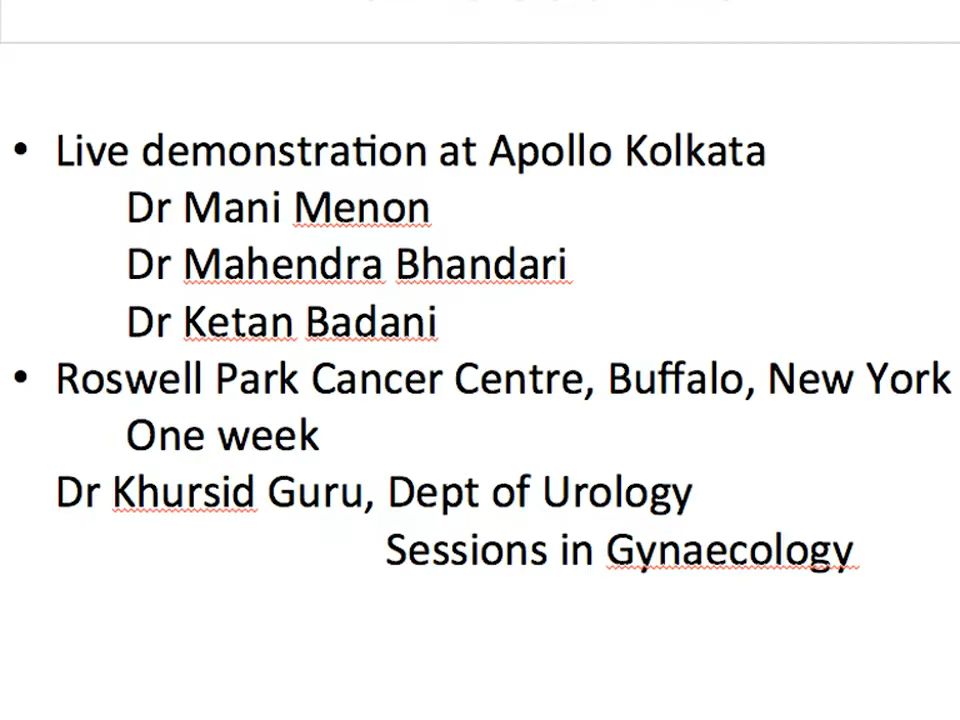 • Live demonstration at Apollo Kolkata
Dr Mani Menon
Dr Mahendra Bhandari
Dr Ketan Badani
• Roswell Park Cancer Centre, Buffalo, New York
One week
Dr Khursid Guru, Dept of Urology
Sessions in Gynaecology